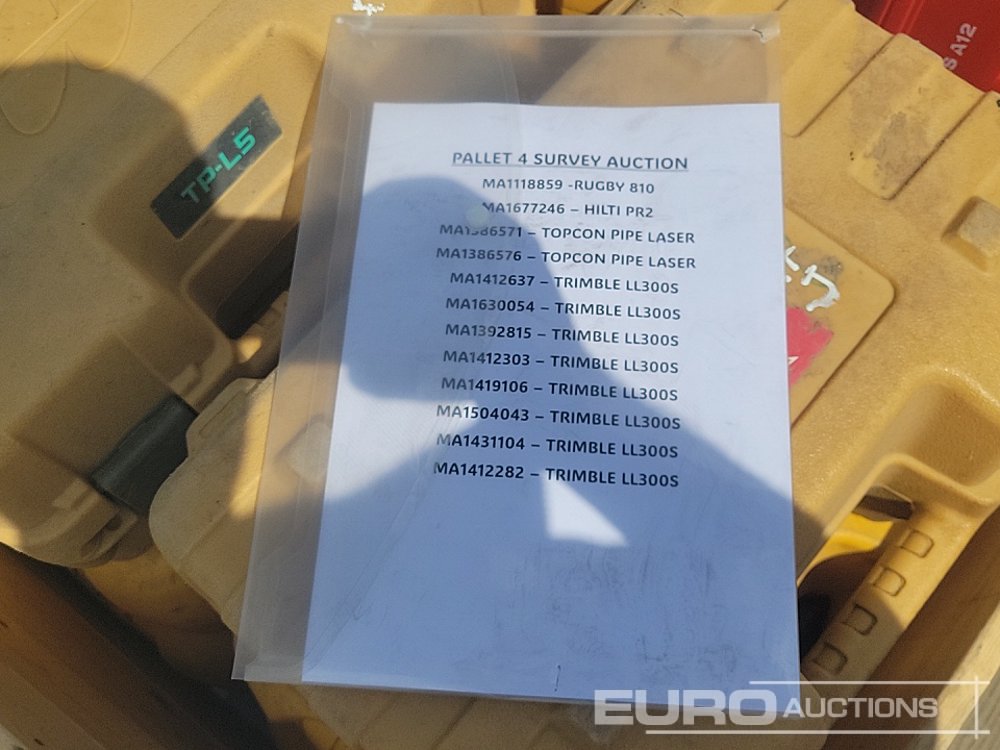 TP-L5
S A12
PALLET 4 SURVEY AUCTION
MA1118859 -RUGBY 810
MA1677246 – HILTI PR2
MA1386571 – TOPCON PIPE LASER
MA1386576 – TOPCON PIPE LASER
MA1412637 – TRIMBLE LL300S
MA1630054 – TRIMBLE LL300S
MA1392815 – TRIMBLE LL300S
MA1412303 – TRIMBLE LL300S
MA1419106 – TRIMBLE LL300S
MA1504043 – TRIMBLE LL300S
MA1431104 – TRIMBLE LL300S
MA1412282 – TRIMBLE LL300S
EURO AUCTIONS